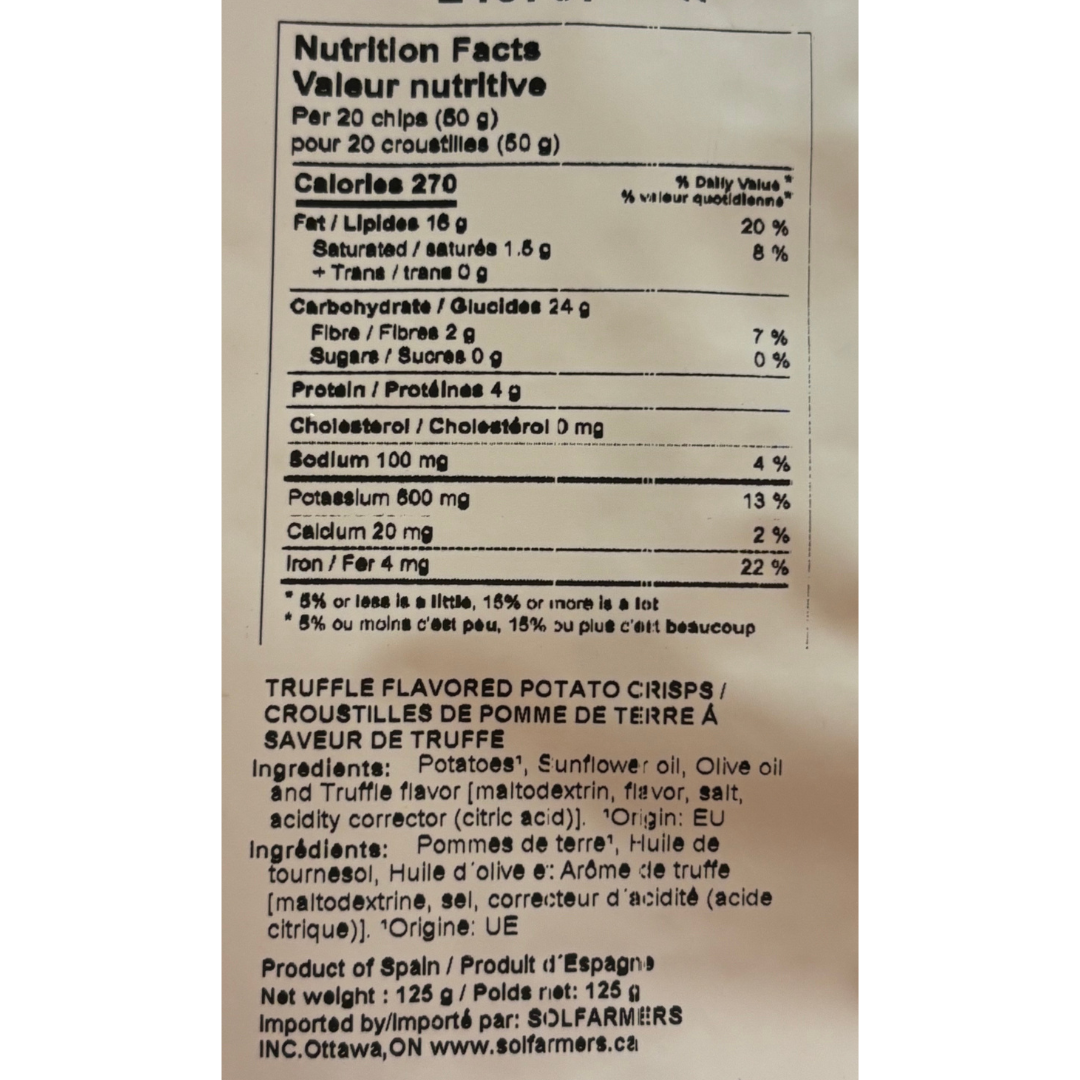 Nutrition Facts
Valeur nutritive
Per 20 chips (50 g)
pour 20 croustilles (50 g)
Calories 270
% Daily Value *
% valeur quotidienne*
Fat / Lipides 15 g 20 %
Saturated / saturés 1.5 g 8 %
+ Trans / trans 0 g
Carbohydrate / Glucides 24 g
Fibre / Fibres 2 g 7 %
Sugars / Sucres 0 g 0 %
Protein / Protéines 4 g
Cholesterol / Cholestérol 0 mg
Sodium 100 mg 4 %
Potassium 600 mg 13 %
Calcium 20 mg 2 %
Iron / Fer 4 mg 22 %
* 5% or less is a little, 15% or more is a lot
* 5% ou moins c'est peu, 15% ou plus c'est beaucoup
TRUFFLE FLAVORED POTATO CRISPS /
CROUSTILLES DE POMME DE TERRE Á
SAVEUR DE TRUFFE
Ingredients: Potatoes¹, Sunflower oil, Olive oil
and Truffle flavor [maltodextrin, flavor, salt,
acidity corrector (citric acid)]. ¹Origin: EU
Ingrédients: Pommes de terre¹, Huile de
tournesol, Huile d´olive et Arôme de truffe
[maltodextrine, sel, correcteur d´acidité (acide
citrique)]. ¹Origine: UE
Product of Spain / Produit d´Espagne
Net weight : 125 g / Poids net: 125 g
Imported by/Importé par: SOLFARMERS
INC.Ottawa,ON www.solfarmers.ca